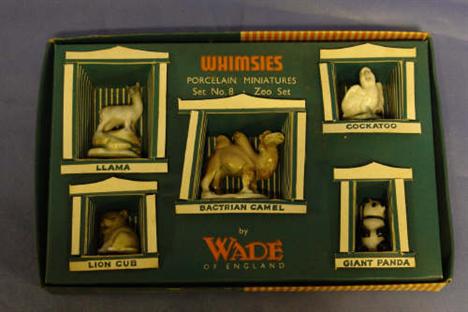 WHIMSIES
PORCELAIN MINIATURES
Set No. 8 - Zoo Set
LLAMA
COCKATOO
BACTRIAN CAMEL
LION CUB
GIANT PANDA
by
WADE
OF ENGLAND